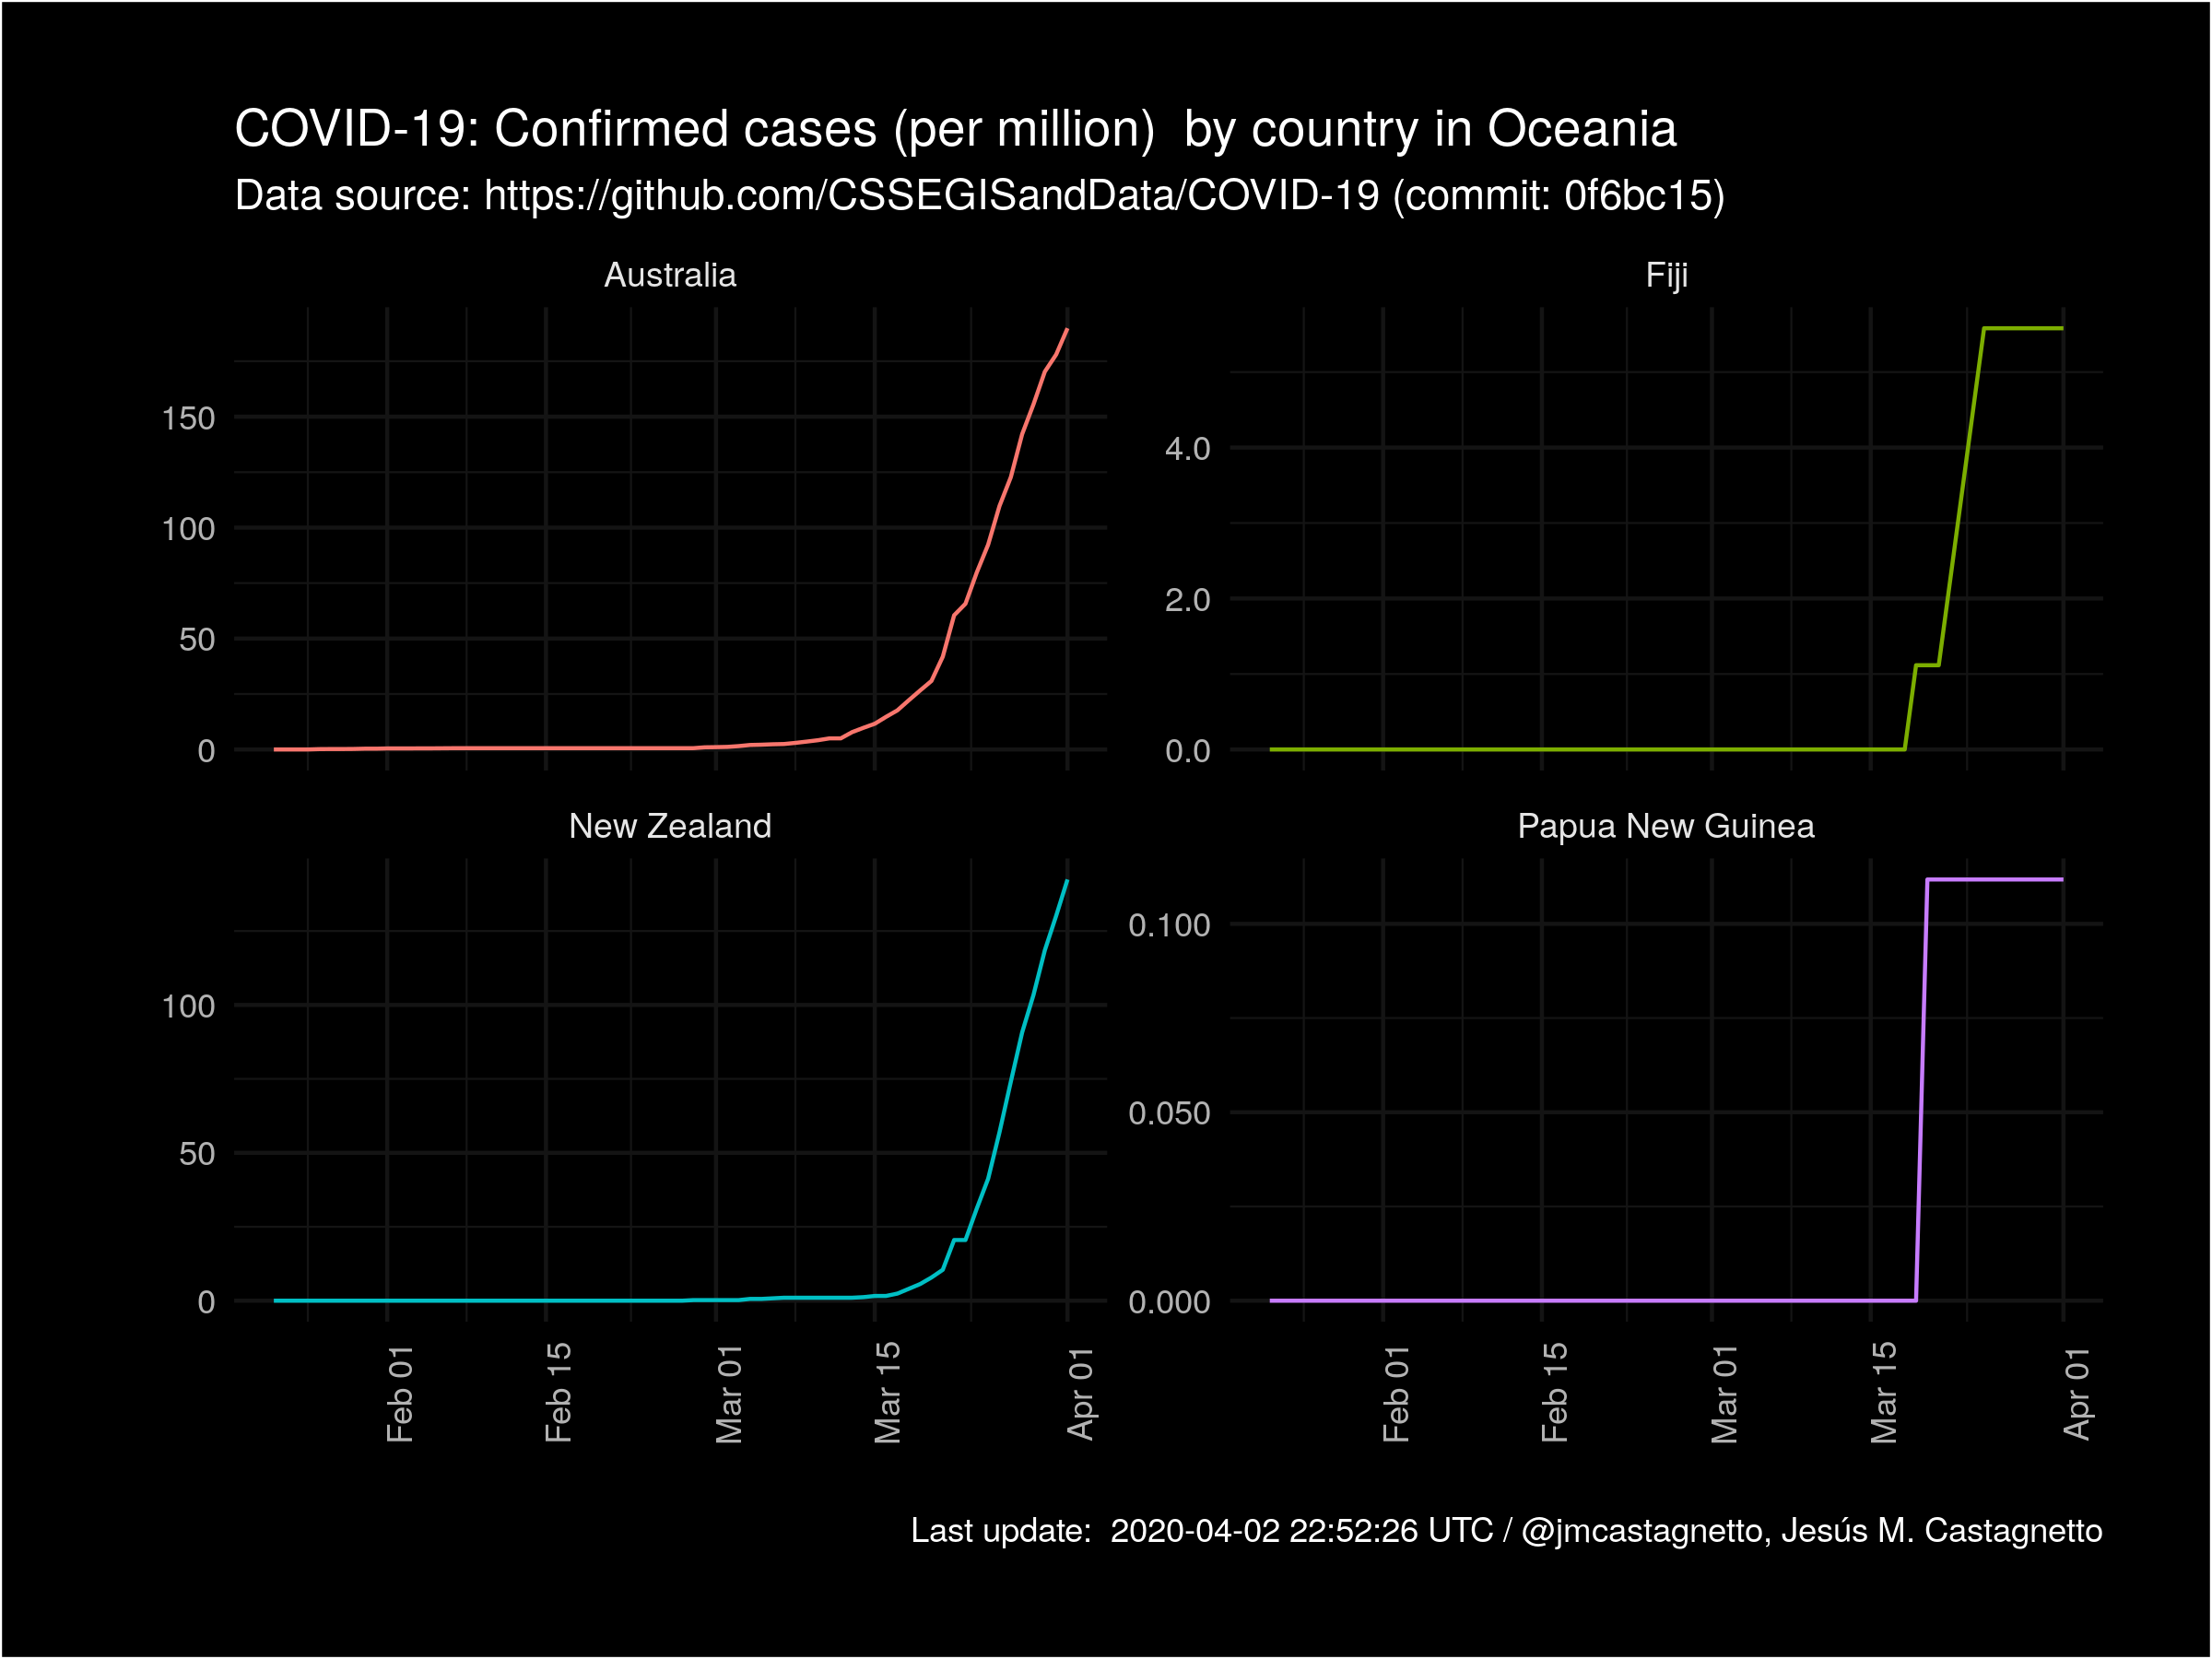 COVID-19: Confirmed cases (per million)  by country in Oceania
Data source: https://github.com/CSSEGISandData/COVID-19 (commit: 0f6bc15)
Australia
150
100
50
0
Fiji
4.0
2.0
0.0
New Zealand
100
50
0
Feb 01
Feb 15
Mar 01
Mar 15
Apr 01
Papua New Guinea
0.100
0.050
0.000
Feb 01
Feb 15
Mar 01
Mar 15
Apr 01
Last update:  2020-04-02 22:52:26 UTC / @jmcastagnetto, Jesús M. Castagnetto